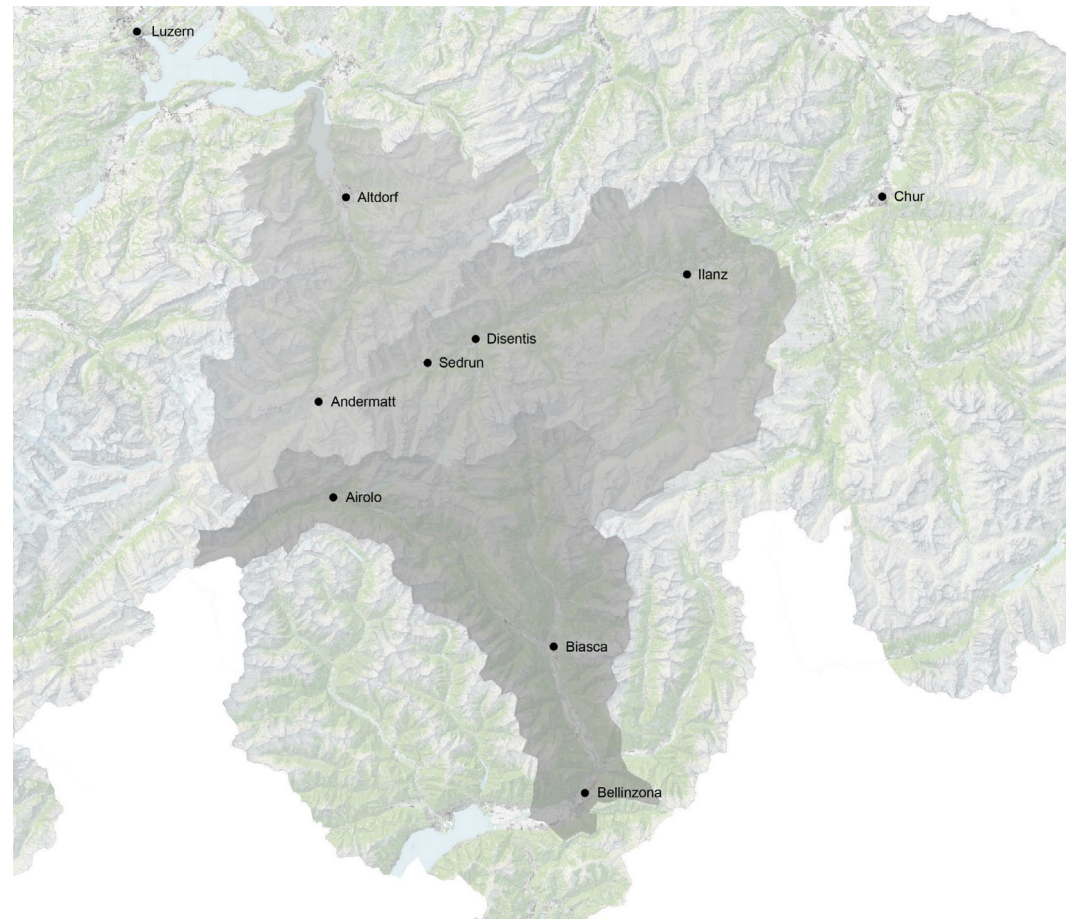 Luzern
Altdorf
Chur
Ilanz
Disentis
Sedrun
Andermatt
Airolo
Biasca
Bellinzona